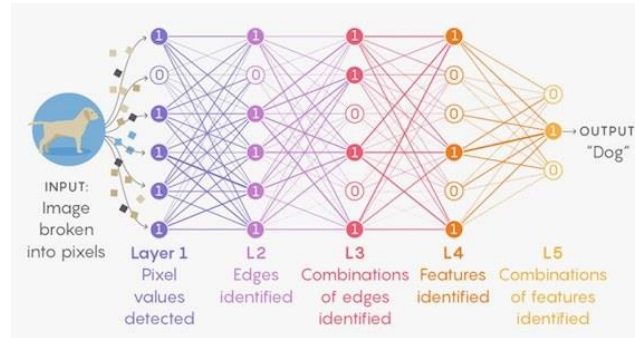 1 1 1 1
0 0 1 0
0
1 1 0 0
1 → OUTPUT
"Dog"
1 1 1 1
0
1 1 0 0
1 1 1 1
INPUT:
Image
broken
into pixels
Layer 1
Pixel
values
detected
L2
Edges
identified
L3
Combinations
of edges
identified
L4
Features
identified
L5
Combinations
of features
identified